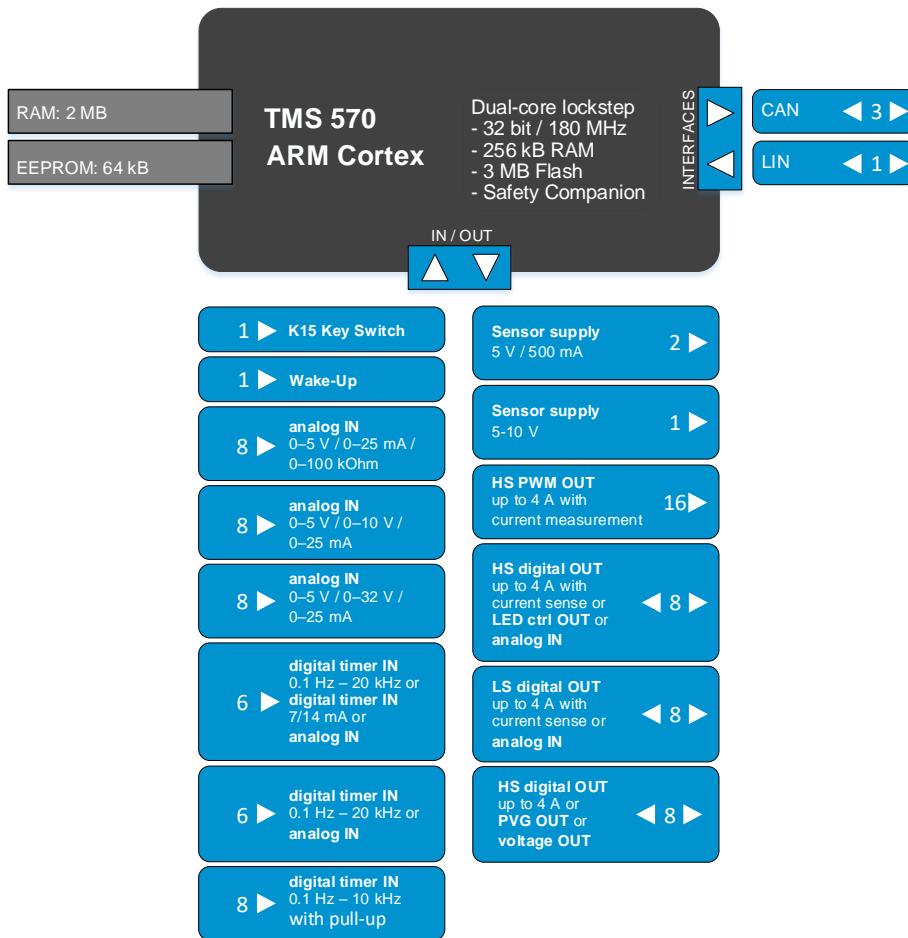 RAM: 2 MB
EEPROM: 64 kB
TMS 570
ARM Cortex
Dual-core lockstep
- 32 bit / 180 MHz
- 256 kB RAM
- 3 MB Flash
- Safety Companion
INTERFACES
CAN 3
LIN 1
IN / OUT
1 K15 Key Switch
1 Wake-Up
8
analog IN
0–5 V / 0–25 mA /
0–100 kOhm
8
analog IN
0–5 V / 0–10 V /
0–25 mA
8
analog IN
0–5 V / 0–32 V /
0–25 mA
6
digital timer IN
0.1 Hz – 20 kHz or
digital timer IN
7/14 mA or
analog IN
6
digital timer IN
0.1 Hz – 20 kHz or
analog IN
8
digital timer IN
0.1 Hz – 10 kHz
with pull-up
Sensor supply
5 V / 500 mA
2
Sensor supply
5-10 V
1
HS PWM OUT
up to 4 A with
current measurement
16
HS digital OUT
up to 4 A with
current sense or
LED ctrl OUT or
analog IN
8
LS digital OUT
up to 4 A with
current sense or
analog IN
8
HS digital OUT
up to 4 A or
PVG OUT or
voltage OUT
8